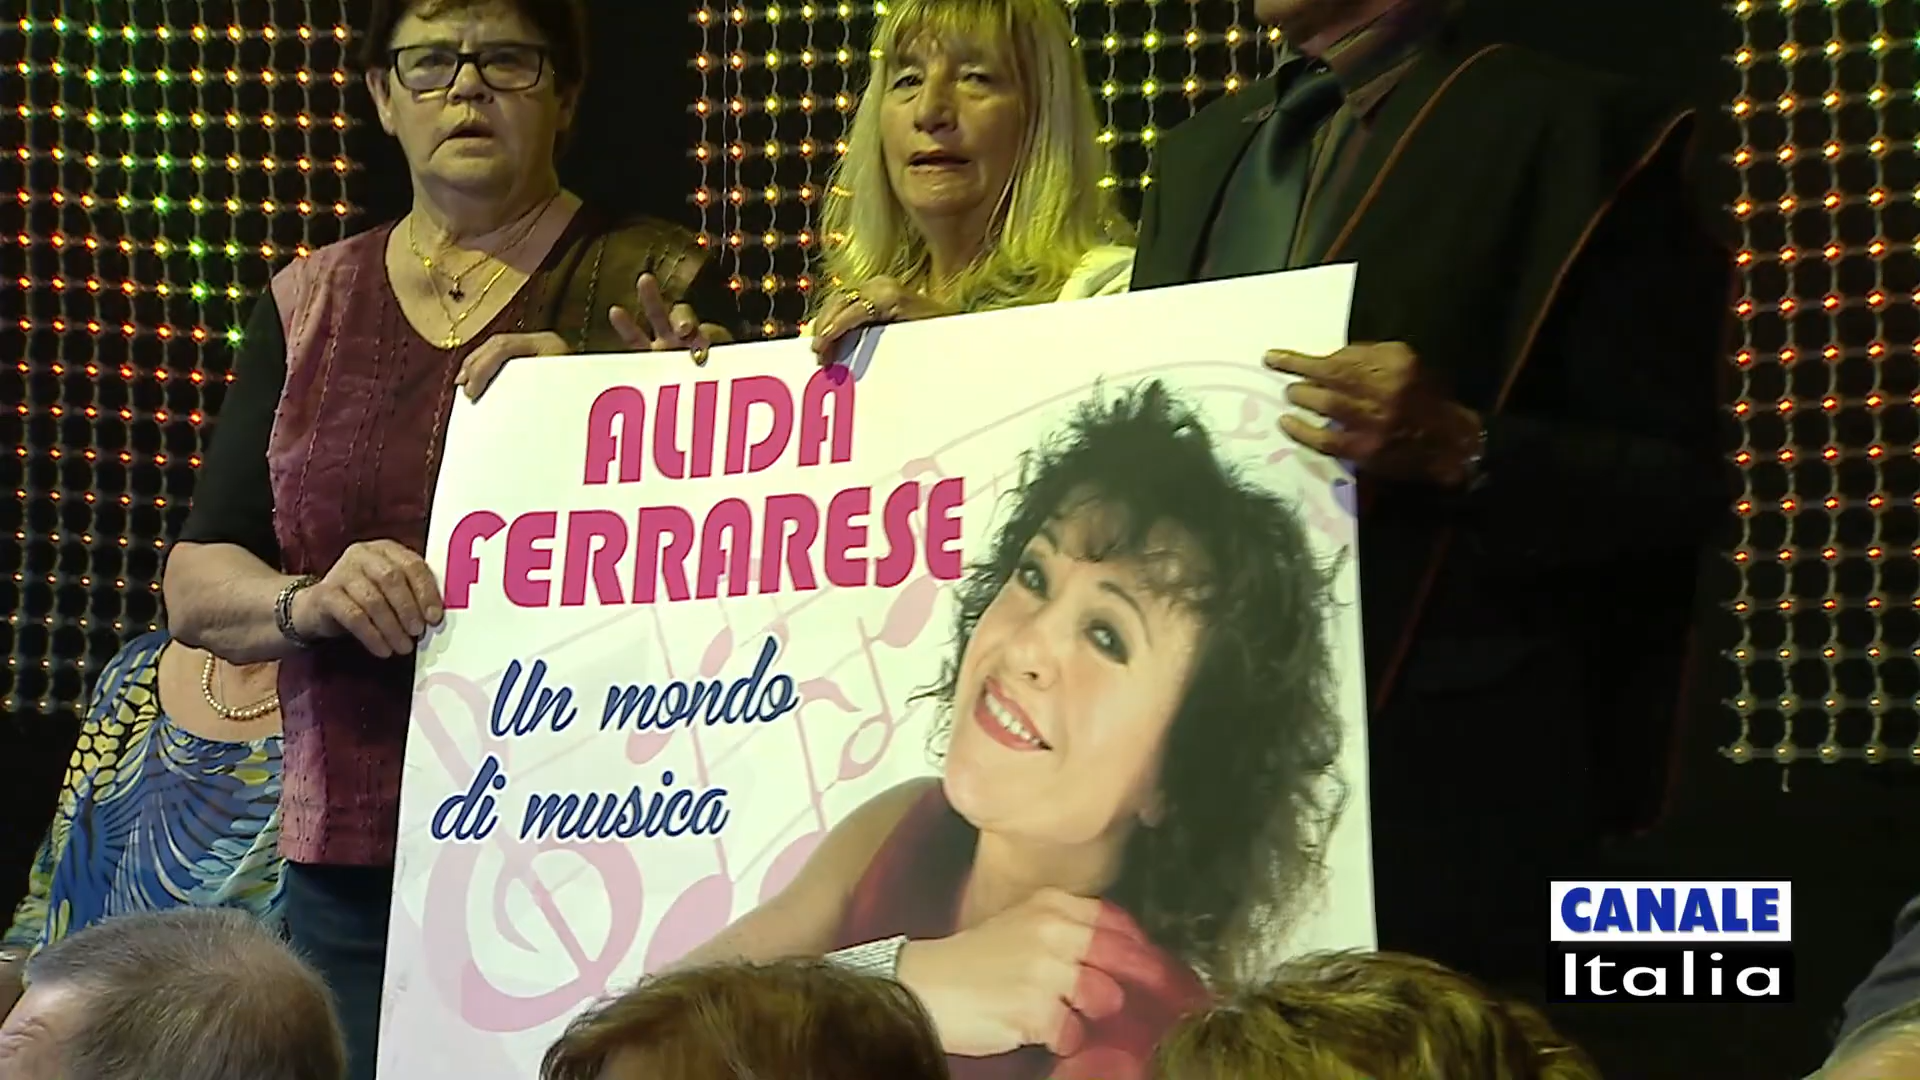 ALIDA
FERRARESE
Un mondo
di musica
CANALE
Italia